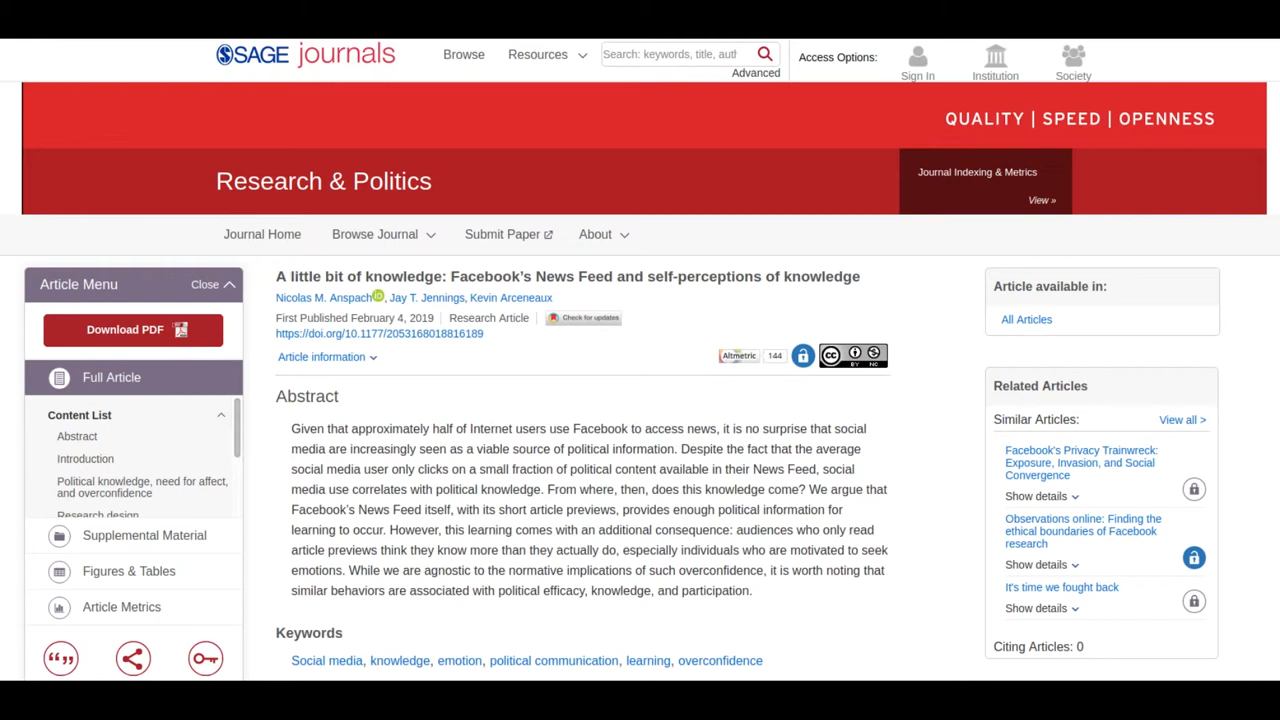 SAGE journals
Browse
Resources
Search: keywords, title, auth
Advanced
Access Options:
Sign In
Institution
Society
QUALITY | SPEED | OPENNESS
Research & Politics
Journal Indexing & Metrics
View »
Journal Home
Browse Journal
Submit Paper
About
Article Menu
Close
Download PDF
Full Article
Content List
Abstract
Introduction
Political knowledge, need for affect,
and overconfidence
Research design
Supplemental Material
Figures & Tables
Article Metrics
A little bit of knowledge: Facebook's News Feed and self-perceptions of knowledge
Nicolas M. Anspach iD, Jay T. Jennings, Kevin Arceneaux
First Published February 4, 2019 | Research Article | Check for updates
https://doi.org/10.1177/2053168018816189
Article information
Altmetric 144
cc BY NC
Abstract
Given that approximately half of Internet users use Facebook to access news, it is no surprise that social
media are increasingly seen as a viable source of political information. Despite the fact that the average
social media user only clicks on a small fraction of political content available in their News Feed, social
media use correlates with political knowledge. From where, then, does this knowledge come? We argue that
Facebook's News Feed itself, with its short article previews, provides enough political information for
learning to occur. However, this learning comes with an additional consequence: audiences who only read
article previews think they know more than they actually do, especially individuals who are motivated to seek
emotions. While we are agnostic to the normative implications of such overconfidence, it is worth noting that
similar behaviors are associated with political efficacy, knowledge, and participation.
Keywords
Social media, knowledge, emotion, political communication, learning, overconfidence
Article available in:
All Articles
Related Articles
Similar Articles:
View all >
Facebook's Privacy Trainwreck:
Exposure, Invasion, and Social
Convergence
Show details
Observations online: Finding the
ethical boundaries of Facebook
research
Show details
It's time we fought back
Show details
Citing Articles: 0